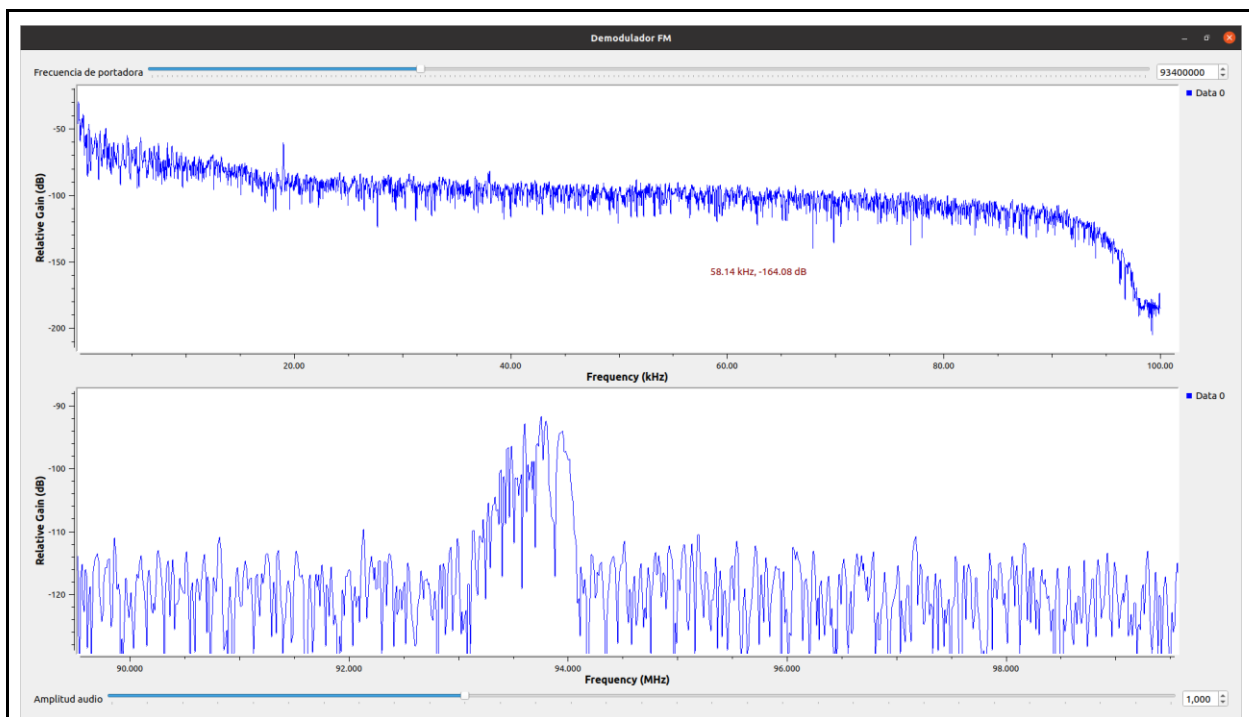 Demodulador FM
Frecuencia de portadora
93400000
Data 0
-50
-100
-150
-200
Relative Gain (dB)
58.14 kHz, -164.08 dB
20.00 40.00 60.00 80.00 100.00
Frequency (kHz)
Data 0
-90
-100
-110
-120
Relative Gain (dB)
90.000 92.000 94.000 96.000 98.000
Frequency (MHz)
Amplitud audio
1,000